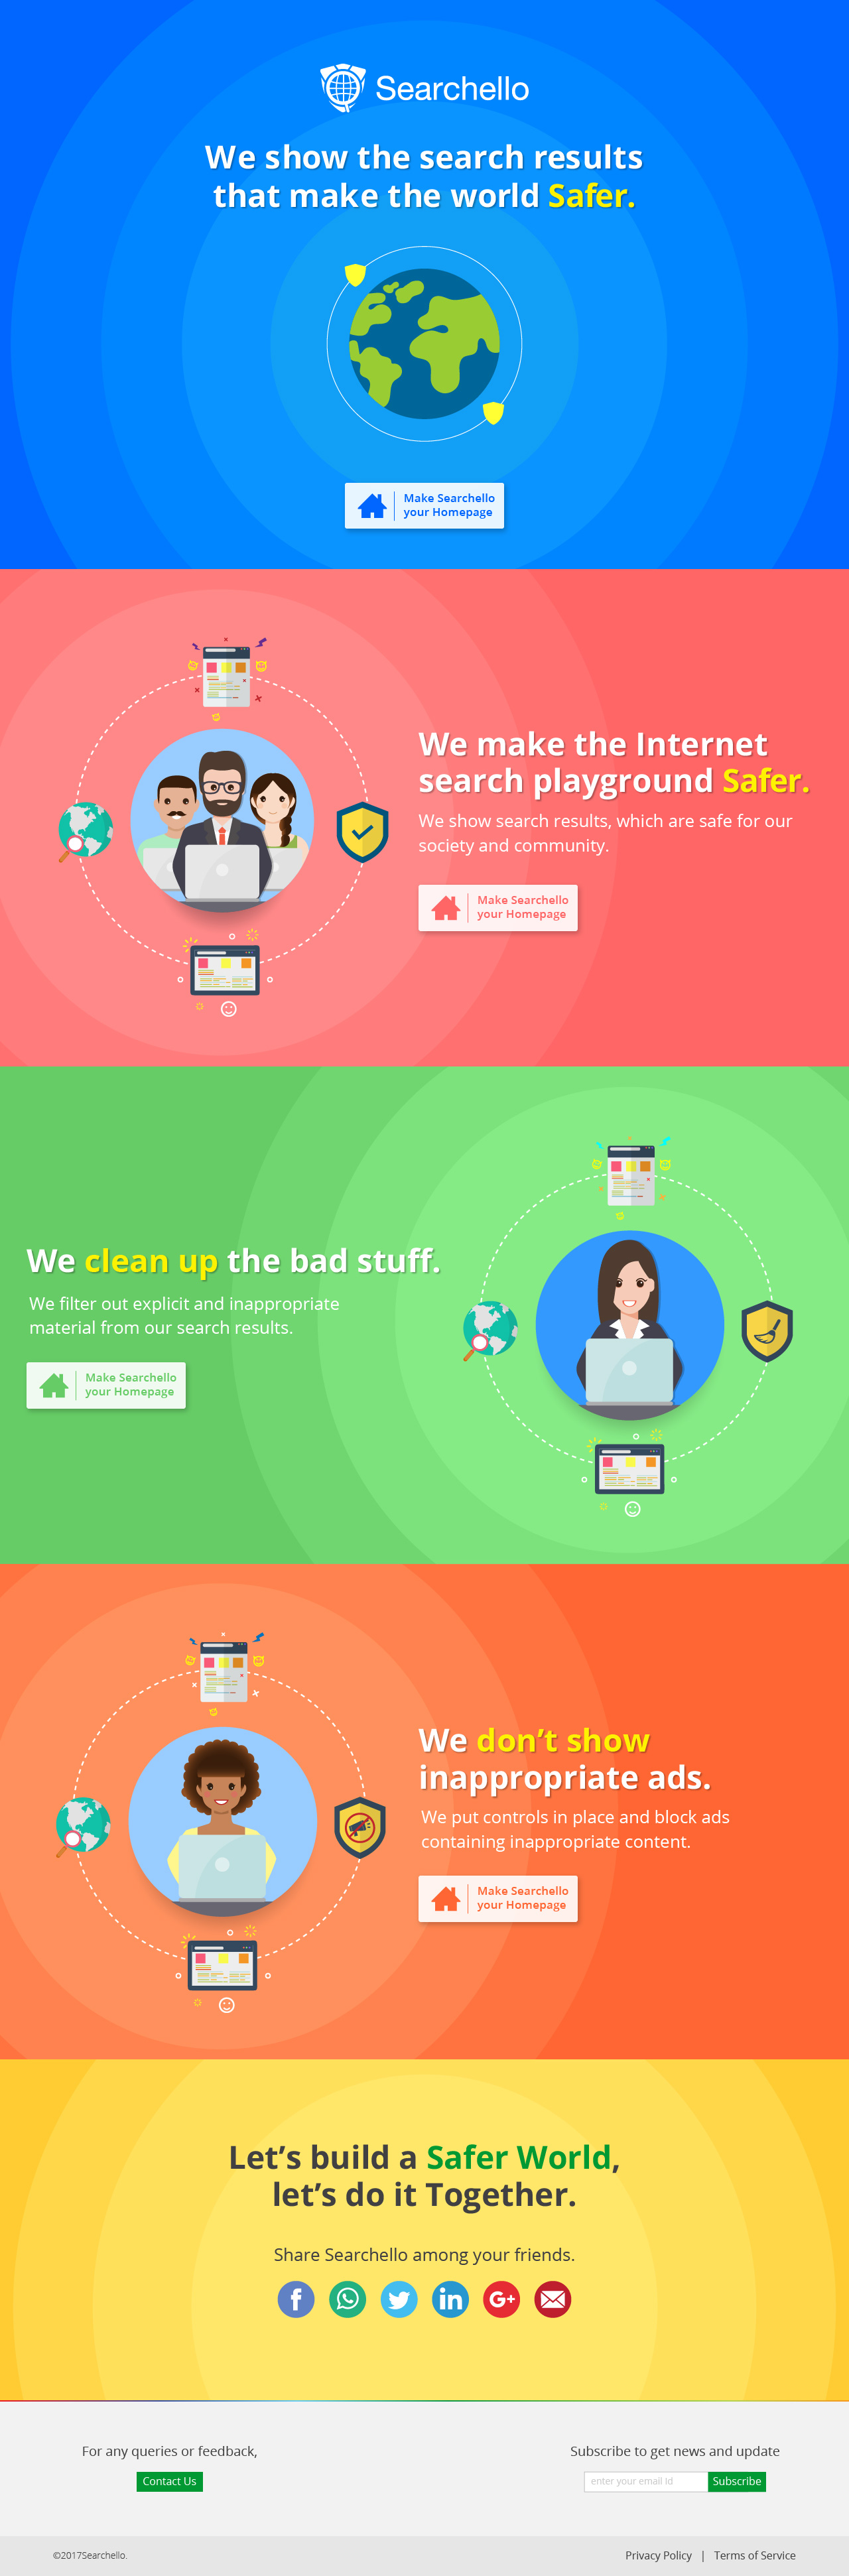 Searchello
We show the search results
that make the world Safer.
Make Searchello
your Homepage
We make the Internet
search playground Safer.
We show search results, which are safe for our
society and community.
Make Searchello
your Homepage
We clean up the bad stuff.
We filter out explicit and inappropriate
material from our search results.
Make Searchello
your Homepage
We don’t show
inappropriate ads.
We put controls in place and block ads
containing inappropriate content.
Make Searchello
your Homepage
Let’s build a Safer World,
let’s do it Together.
Share Searchello among your friends.
f in G+
For any queries or feedback,
Contact Us
Subscribe to get news and update
enter your email Id Subscribe
©2017Searchello.
Privacy Policy | Terms of Service